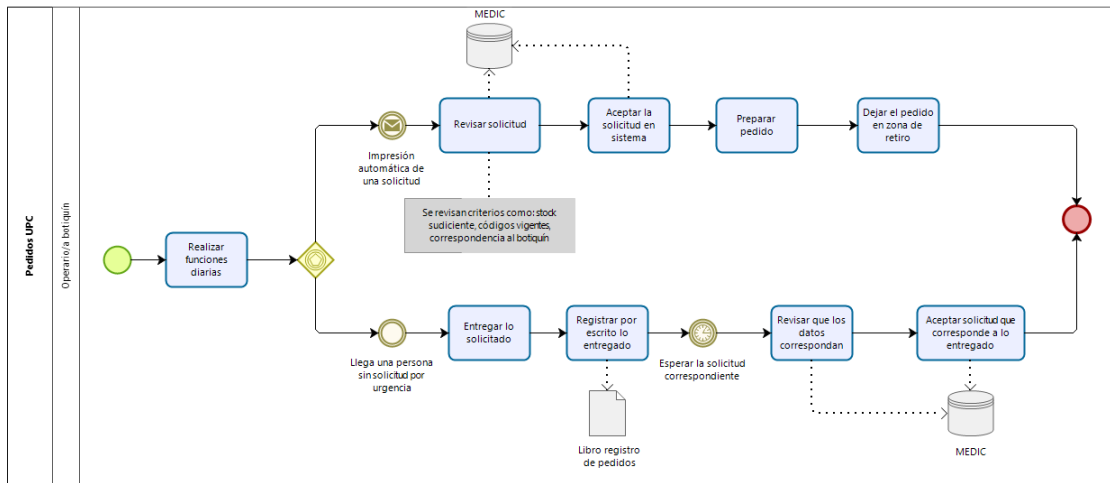 Pedidos UPC
Operario/a botiquín
Realizar
funciones
diarias
MEDIC
Impresión
automática de
una solicitud
Revisar solicitud
Aceptar la
solicitud en
sistema
Preparar
pedido
Dejar el pedido
en zona de
retiro
Se revisan criterios como: stock
sudiciente, códigos vigentes,
correspondencia al botiquín
Llega una persona
sin solicitud por
urgencia
Entregar lo
solicitado
Registrar por
escrito lo
entregado
Libro registro
de pedidos
Esperar la solicitud
correspondiente
Revisar que los
datos
correspondan
Aceptar solicitud que
corresponde a lo
entregado
MEDIC